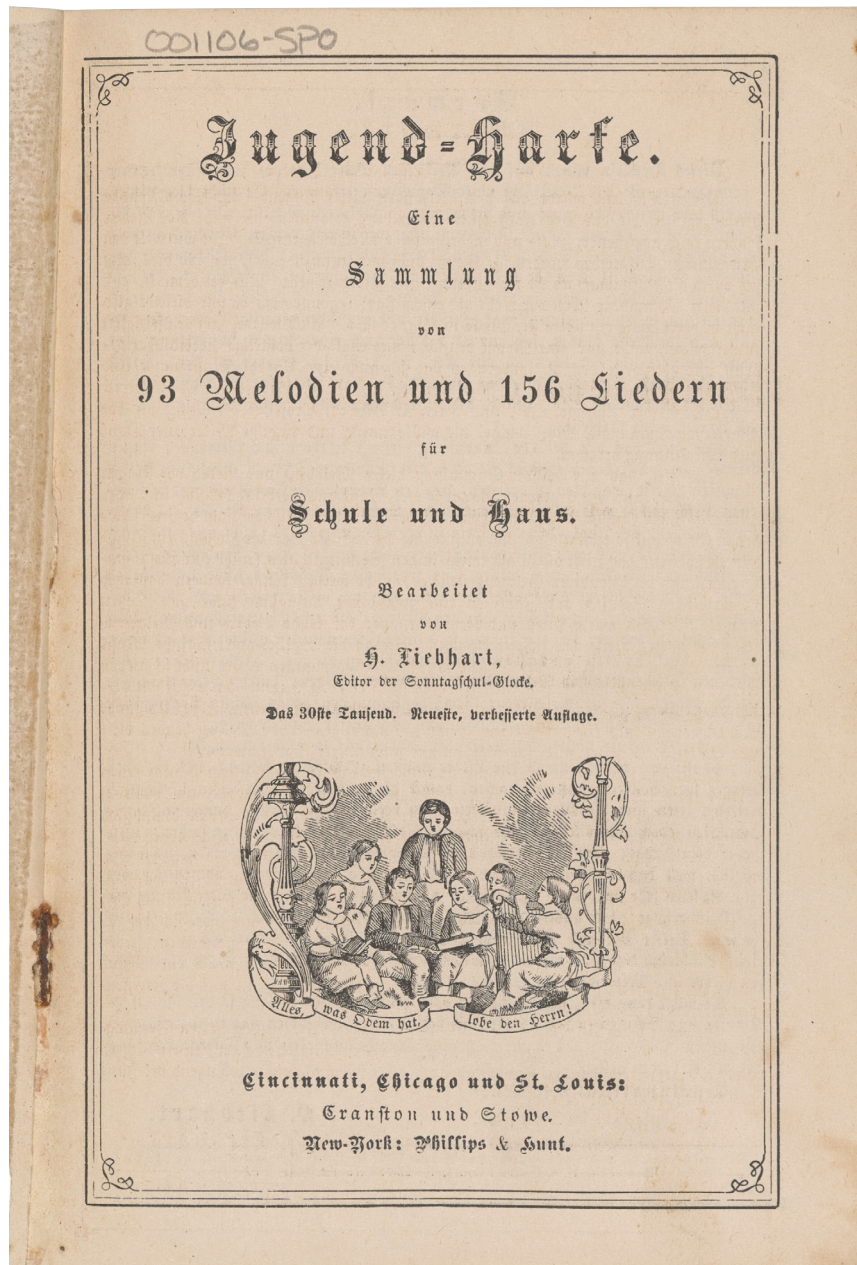 001106-SPO
Jugend-Harfe.
Eine
Sammlung
von
93 Melodien und 156 Liedern
für
Schule und Haus.
Bearbeitet
von
H. Liebhart,
Editor der Sonntagschul-Glocke.
Das 30ste Tausend. Neueste, verbesserte Auflage.
Alles, was Odem hat, lobe den Herrn!
Cincinnati, Chicago und St. Louis:
Cranston und Stowe.
New-York: Phillips & Hunt.